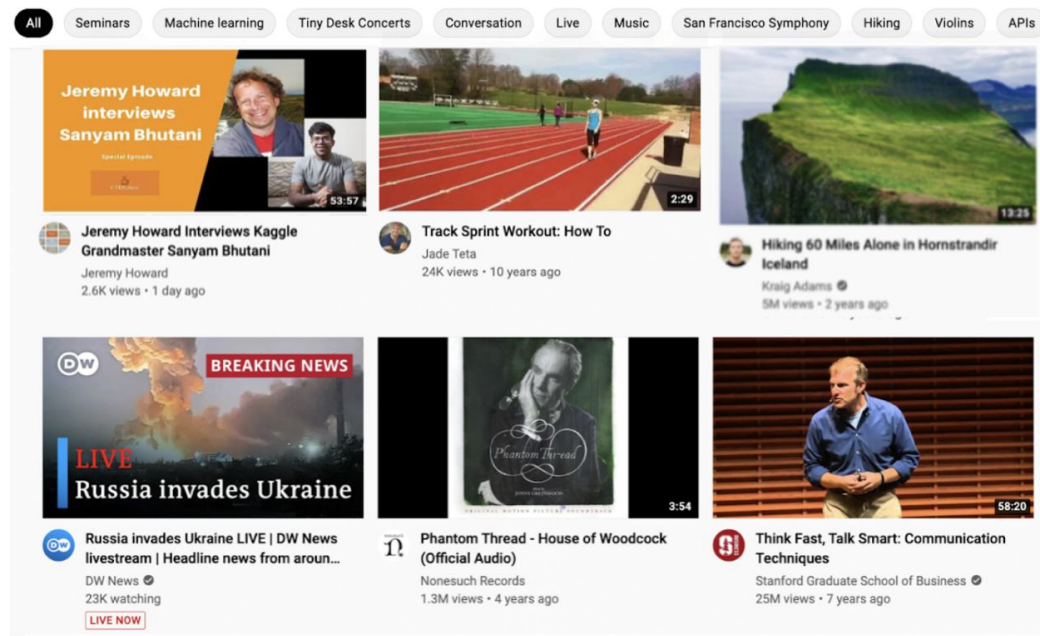 All
Seminars
Machine learning
Tiny Desk Concerts
Conversation
Live
Music
San Francisco Symphony
Hiking
Violins
APIs
Jeremy Howard
interviews
Sanyam Bhutani
Special Episode
53:57
2:29
13:25
Jeremy Howard Interviews Kaggle
Grandmaster Sanyam Bhutani
Jeremy Howard
2.6K views • 1 day ago
Track Sprint Workout: How To
Jade Teta
24K views • 10 years ago
Hiking 60 Miles Alone in Hornstrandir
Iceland
Kraig Adams
5M views • 2 years ago
DW
BREAKING NEWS
LIVE
Russia invades Ukraine
Phantom Thread
ORIGINAL MOTION PICTURE SOUNDTRACK
3:54
58:20
DW
Russia invades Ukraine LIVE | DW News
livestream | Headline news from aroun...
DW News
23K watching
LIVE NOW
Phantom Thread - House of Woodcock
(Official Audio)
Nonesuch Records
1.3M views • 4 years ago
Think Fast, Talk Smart: Communication
Techniques
Stanford Graduate School of Business
25M views • 7 years ago